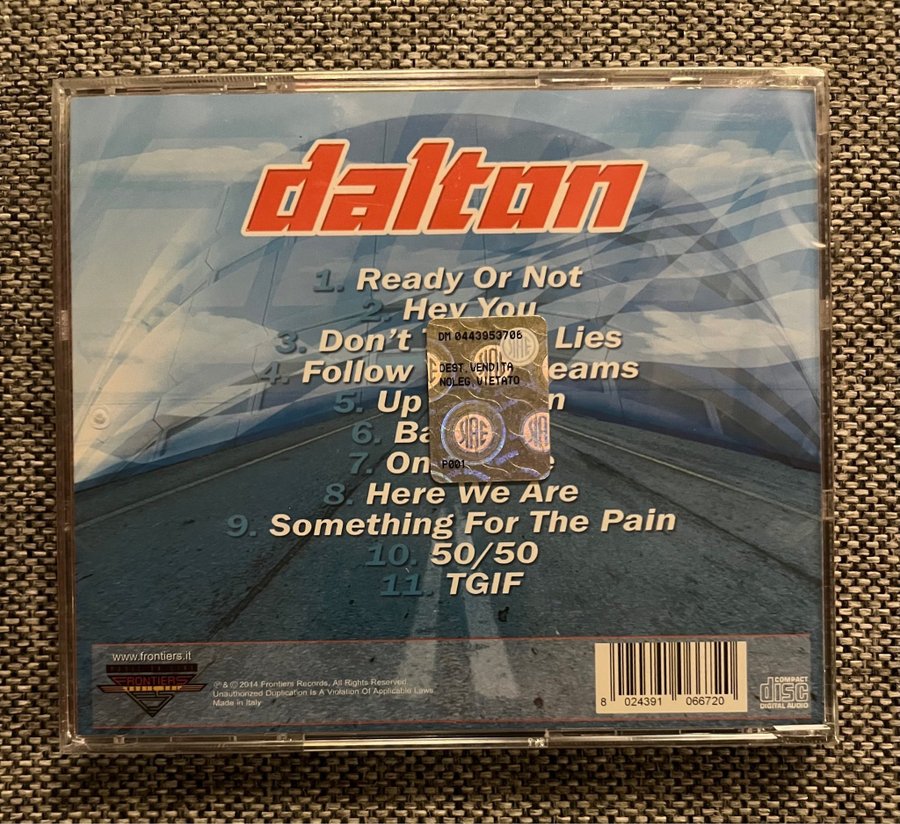 dalton
1. Ready Or Not
2. Hey You
3. Don't Lies
4. Follow
5. Up
6.
7.
8. Here We Are
9. Something For The Pain
10. 50/50
11. TGIF
DM 0443953706
DEST.VENDITA
NOLEG.VIETATO
P001
www.frontiers.it
FRONTIERS
℗ & © 2014 Frontiers Records. All Rights Reserved.
Unauthorized Duplication Is A Violation Of Applicable Laws.
Made in Italy
8 024391 066720
COMPACT
disc
DIGITAL AUDIO